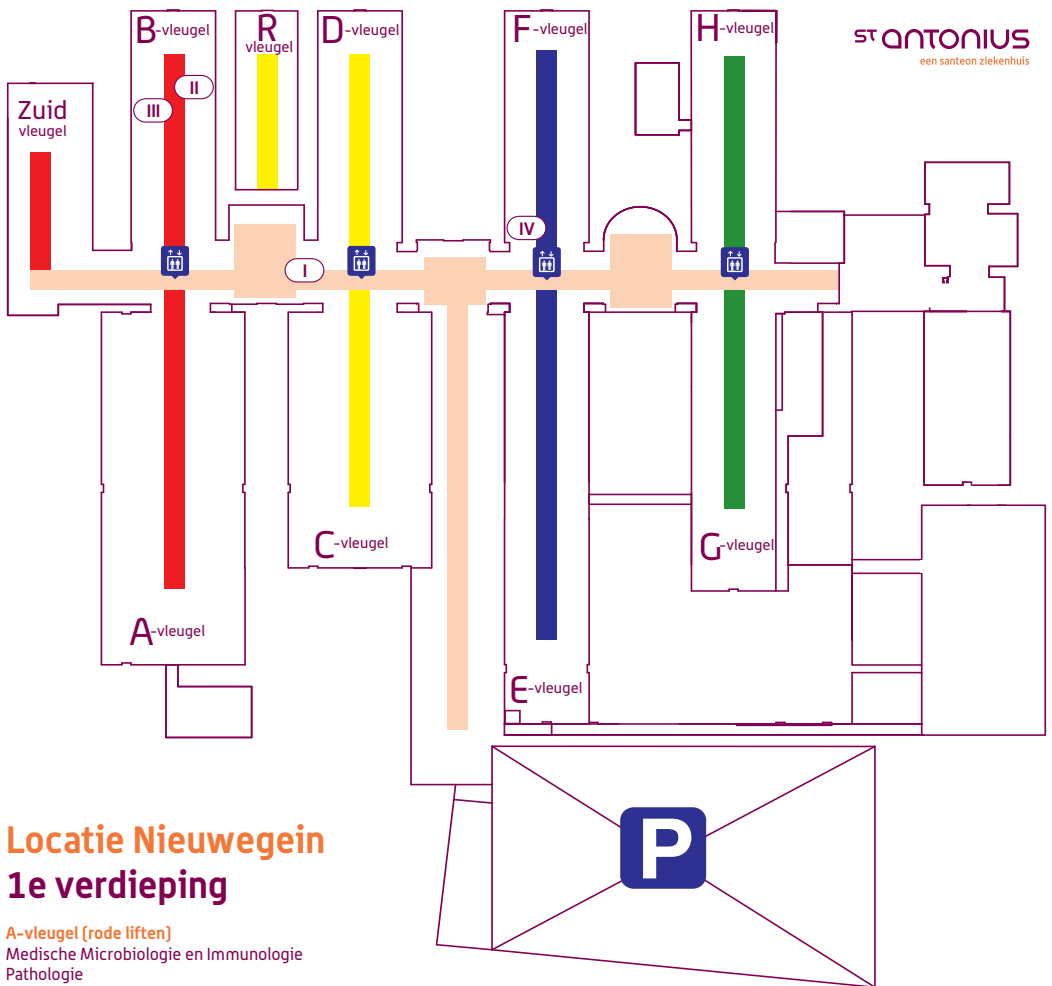 B-vleugel
R
vleugel
D-vleugel
F-vleugel
H-vleugel
ST ANTONIUS
een santeon ziekenhuis
II
III
Zuid
vleugel
IV
I
C-vleugel
G-vleugel
A-vleugel
E-vleugel
P
Locatie Nieuwegein
1e verdieping
A-vleugel (rode liften)
Medische Microbiologie en Immunologie
Pathologie